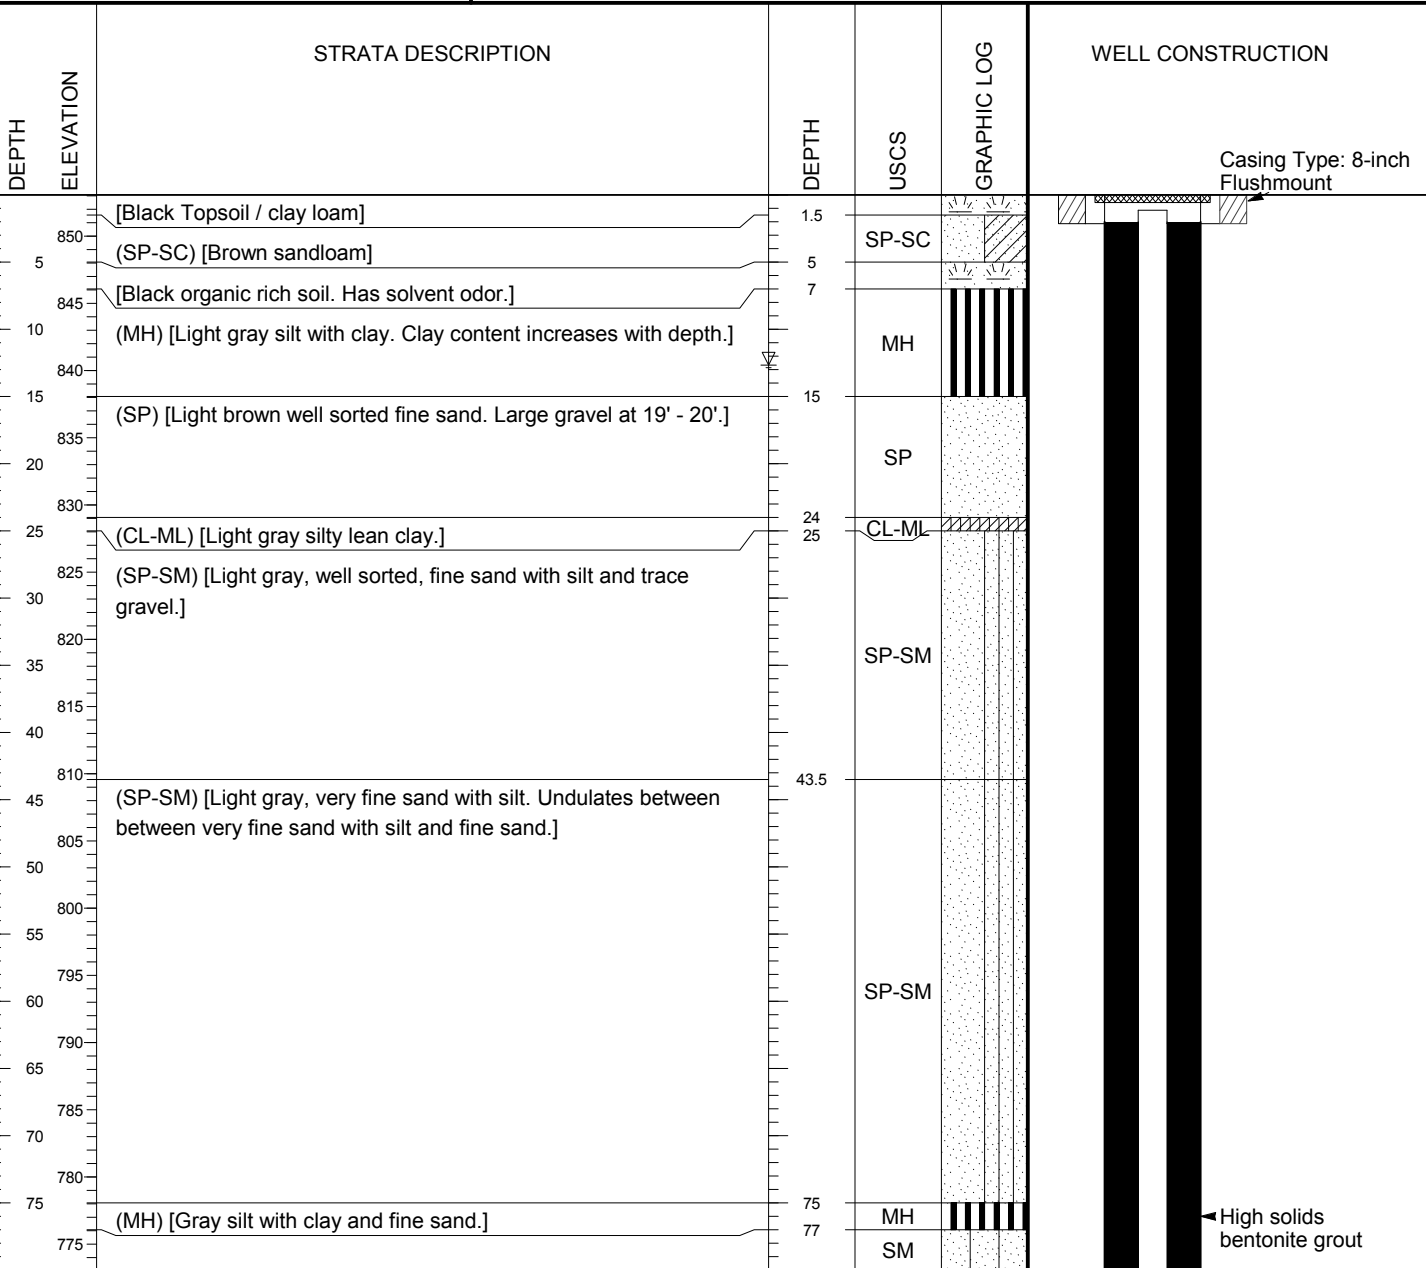 DEPTH
ELEVATION
STRATA DESCRIPTION
DEPTH
USCS
GRAPHIC LOG
WELL CONSTRUCTION
Casing Type: 8-inch
Flushmount
[Black Topsoil / clay loam]
1.5
850
(SP-SC) [Brown sandloam]
SP-SC
5
5
[Black organic rich soil. Has solvent odor.]
7
845
10
(MH) [Light gray silt with clay. Clay content increases with depth.]
MH
840
15
15
(SP) [Light brown well sorted fine sand. Large gravel at 19' - 20'.]
835
20
SP
830
24
25
(CL-ML) [Light gray silty lean clay.]
25
CL-ML
825
(SP-SM) [Light gray, well sorted, fine sand with silt and trace
gravel.]
30
820
35
SP-SM
815
40
810
43.5
45
(SP-SM) [Light gray, very fine sand with silt. Undulates between
between very fine sand with silt and fine sand.]
805
50
800
55
795
60
SP-SM
790
65
785
70
780
75
75
(MH) [Gray silt with clay and fine sand.]
MH
77
775
SM
High solids
bentonite grout